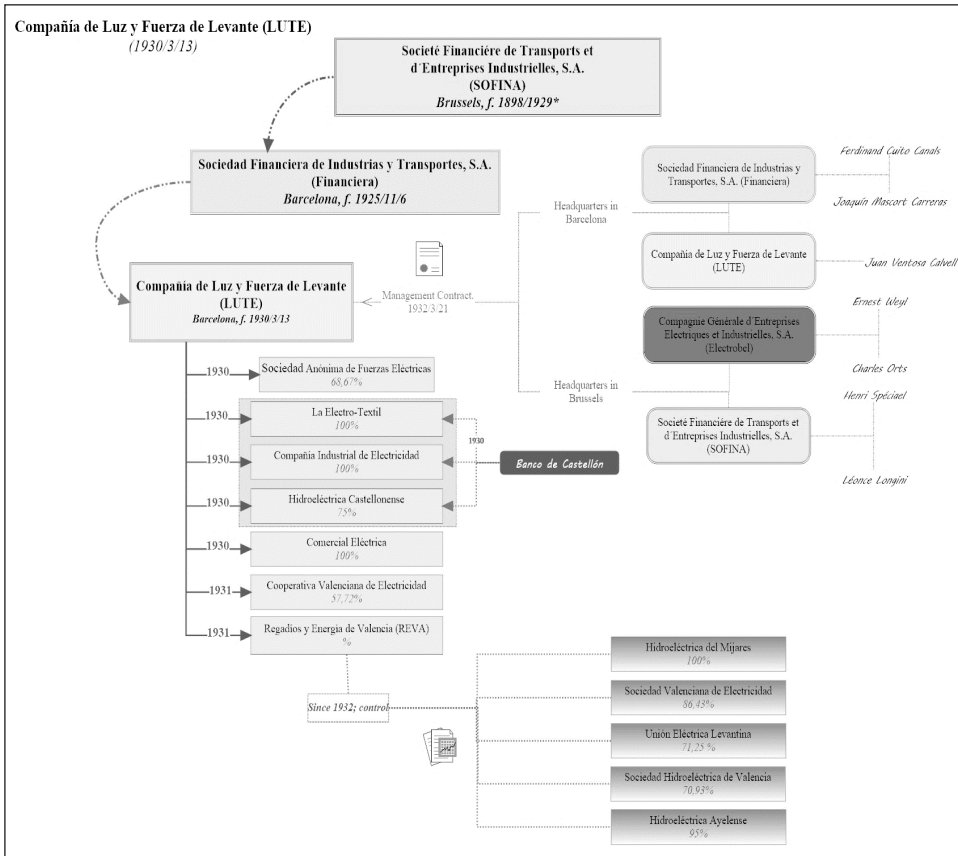 Compañía de Luz y Fuerza de Levante (LUTE)
(1930/3/13)
Societé Financiére de Transports et
d´Entreprises Industrielles, S.A.
(SOFINA)
Brussels, f. 1898/1929*
Sociedad Financiera de Industrias y Transportes, S.A.
(Financiera)
Barcelona, f. 1925/11/6
Compañía de Luz y Fuerza de Levante
(LUTE)
Barcelona, f. 1930/3/13
Management Contract.
1932/3/21
Headquarters in
Barcelona
Headquarters in
Brussels
Sociedad Financiera de Industrias y
Transportes, S.A. (Financiera)
Ferdinand Cuito Canals
Joaquín Mascort Carreras
Compañía de Luz y Fuerza de Levante
(LUTE)
Juan Ventosa Calvell
Compagnie Générale d´Entreprises
Electriques et Industrielles, S.A.
(Electrobel)
Ernest Weyl
Charles Orts
Societé Financiére de Transports et
d´Entreprises Industrielles, S.A.
(SOFINA)
Henri Spéciael
Léonce Longini
1930
Sociedad Anónima de Fuerzas Eléctricas
68,67%
1930
La Electro-Textil
100%
1930
Compañía Industrial de Electricidad
100%
1930
Hidroeléctrica Castellonense
75%
1930
Banco de Castellón
1930
Comercial Eléctrica
100%
1931
Cooperativa Valenciana de Electricidad
57,72%
1931
Regadíos y Energía de Valencia (REVA)
%
Since 1932; control
Hidroeléctrica del Mijares
100%
Sociedad Valenciana de Electricidad
86,43%
Unión Eléctrica Levantina
71,25 %
Sociedad Hidroeléctrica de Valencia
70,93%
Hidroeléctrica Ayelense
95%